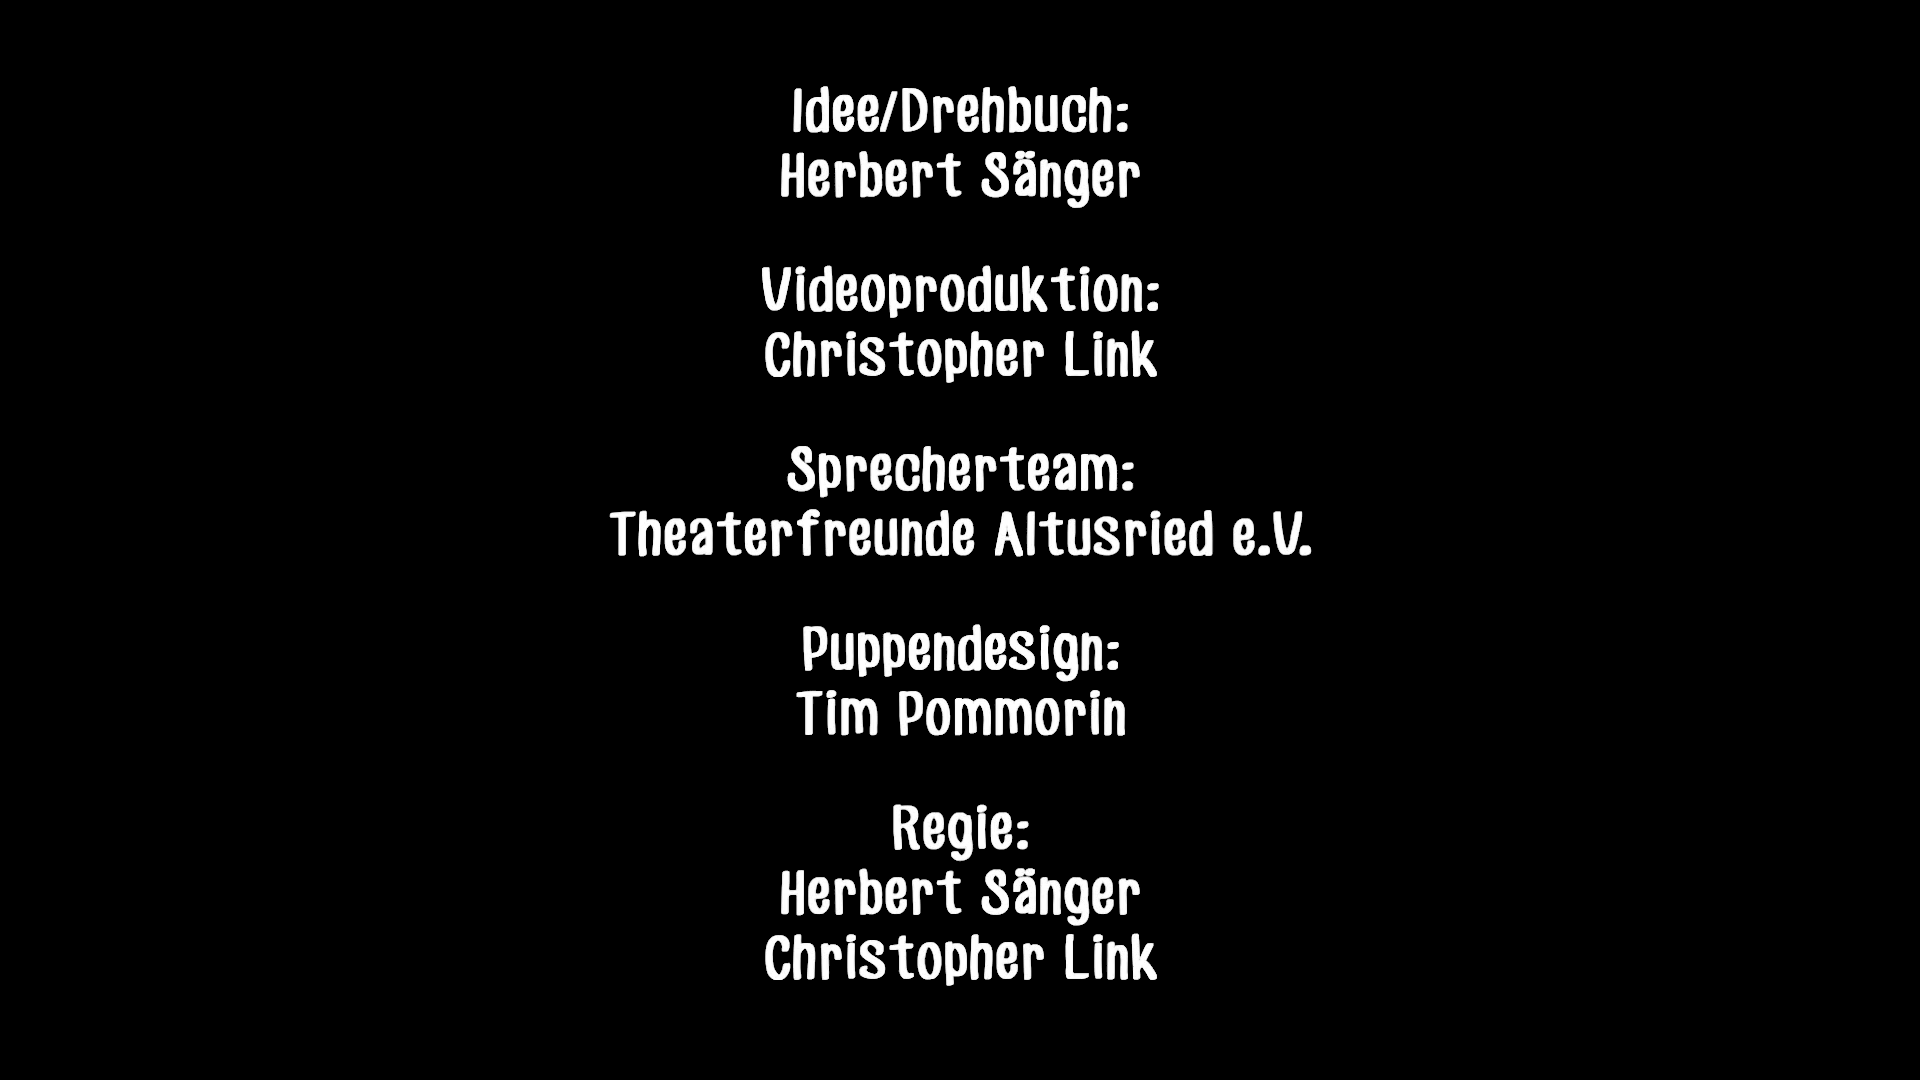 Idee/Drehbuch:
Herbert Sänger
Videoproduktion:
Christopher Link
Sprecherteam:
Theaterfreunde Altusried e.V.
Puppendesign:
Tim Pommorin
Regie:
Herbert Sänger
Christopher Link